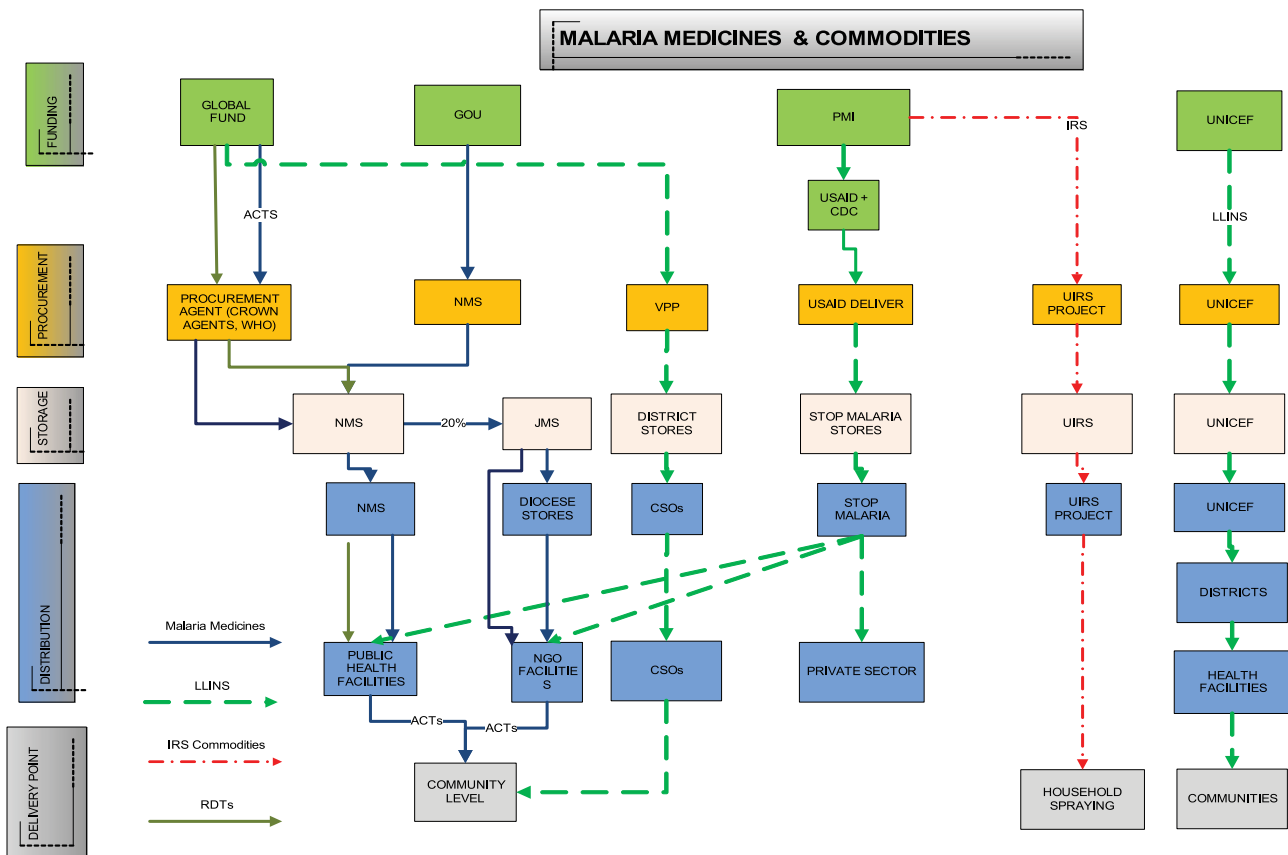 MALARIA MEDICINES & COMMODITIES
FUNDING
GLOBAL
FUND
GOU
PMI
IRS
UNICEF
USAID +
CDC
ACTS
LLINS
PROCUREMENT
PROCUREMENT
AGENT (CROWN
AGENTS, WHO)
NMS
VPP
USAID DELIVER
UIRS
PROJECT
UNICEF
STORAGE
NMS
20%
JMS
DISTRICT
STORES
STOP MALARIA
STORES
UIRS
UNICEF
DISTRIBUTION
NMS
DIOCESE
STORES
CSOs
STOP
MALARIA
UIRS
PROJECT
UNICEF
DISTRICTS
Malaria Medicines
PUBLIC
HEALTH
FACILITIES
NGO
FACILITIE
S
CSOs
PRIVATE SECTOR
HEALTH
FACILITIES
LLINS
ACTs
ACTs
DELIVERY POINT
IRS Commodities
RDTs
COMMUNITY
LEVEL
HOUSEHOLD
SPRAYING
COMMUNITIES